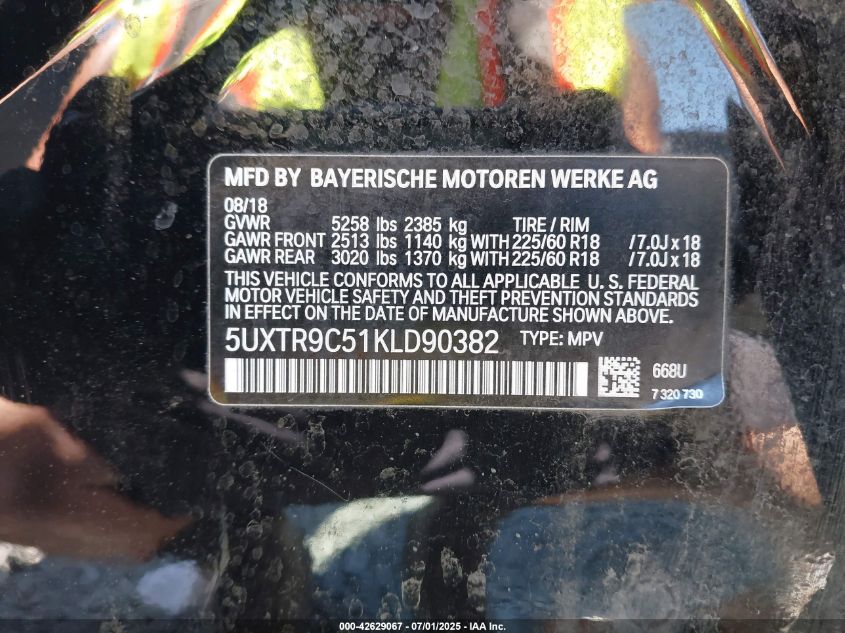 MFD BY BAYERISCHE MOTOREN WERKE AG
08/18
GVWR 5258 lbs 2385 kg TIRE / RIM
GAWR FRONT 2513 lbs 1140 kg WITH 225/60 R18 /7.0J x 18
GAWR REAR 3020 lbs 1370 kg WITH 225/60 R18 /7.0J x 18
THIS VEHICLE CONFORMS TO ALL APPLICABLE U. S. FEDERAL
MOTOR VEHICLE SAFETY AND THEFT PREVENTION STANDARDS
IN EFFECT ON THE DATE OF MANUFACTURE SHOWN ABOVE.
5UXTR9C51KLD90382 TYPE: MPV
668U
7 320 730
000-42629067 - 07/01/2025 - IAA Inc.